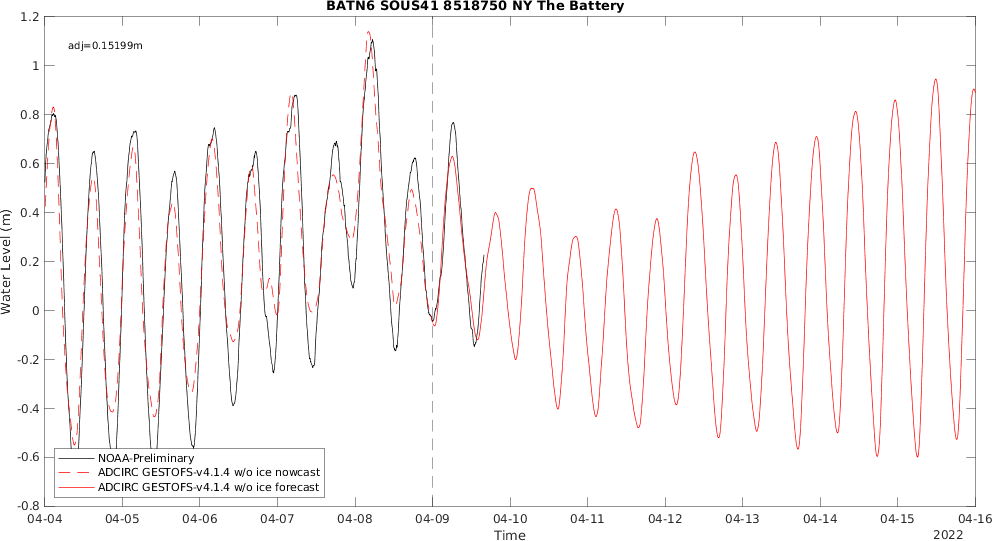 BATN6 SOUS41 8518750 NY The Battery
adj=0.15199m
1.2
1
0.8
0.6
0.4
0.2
0
-0.2
-0.4
-0.6
-0.8
Water Level (m)
NOAA-Preliminary
ADCIRC GESTOFS-v4.1.4 w/o ice nowcast
ADCIRC GESTOFS-v4.1.4 w/o ice forecast
04-04 04-05 04-06 04-07 04-08 04-09 04-10 04-11 04-12 04-13 04-14 04-15 04-16
Time
2022